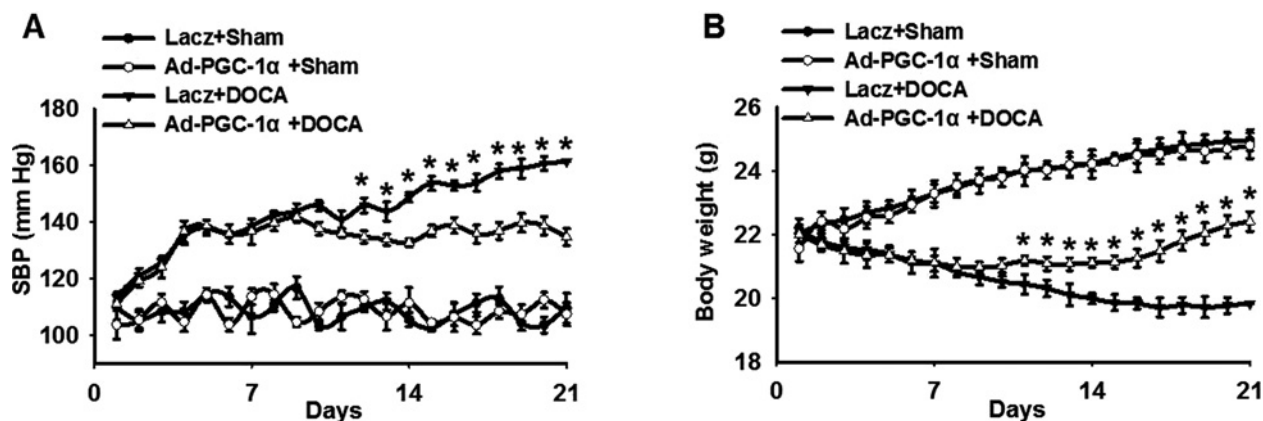 A
Lacz+Sham
Ad-PGC-1α +Sham
Lacz+DOCA
Ad-PGC-1α +DOCA
SBP (mm Hg)
180
160
140
120
100
0
7
14
21
Days
* * * * * * * * * *
B
Lacz+Sham
Ad-PGC-1α +Sham
Lacz+DOCA
Ad-PGC-1α +DOCA
Body weight (g)
26
24
22
20
18
0
7
14
21
Days
* * * * * * * * * * *